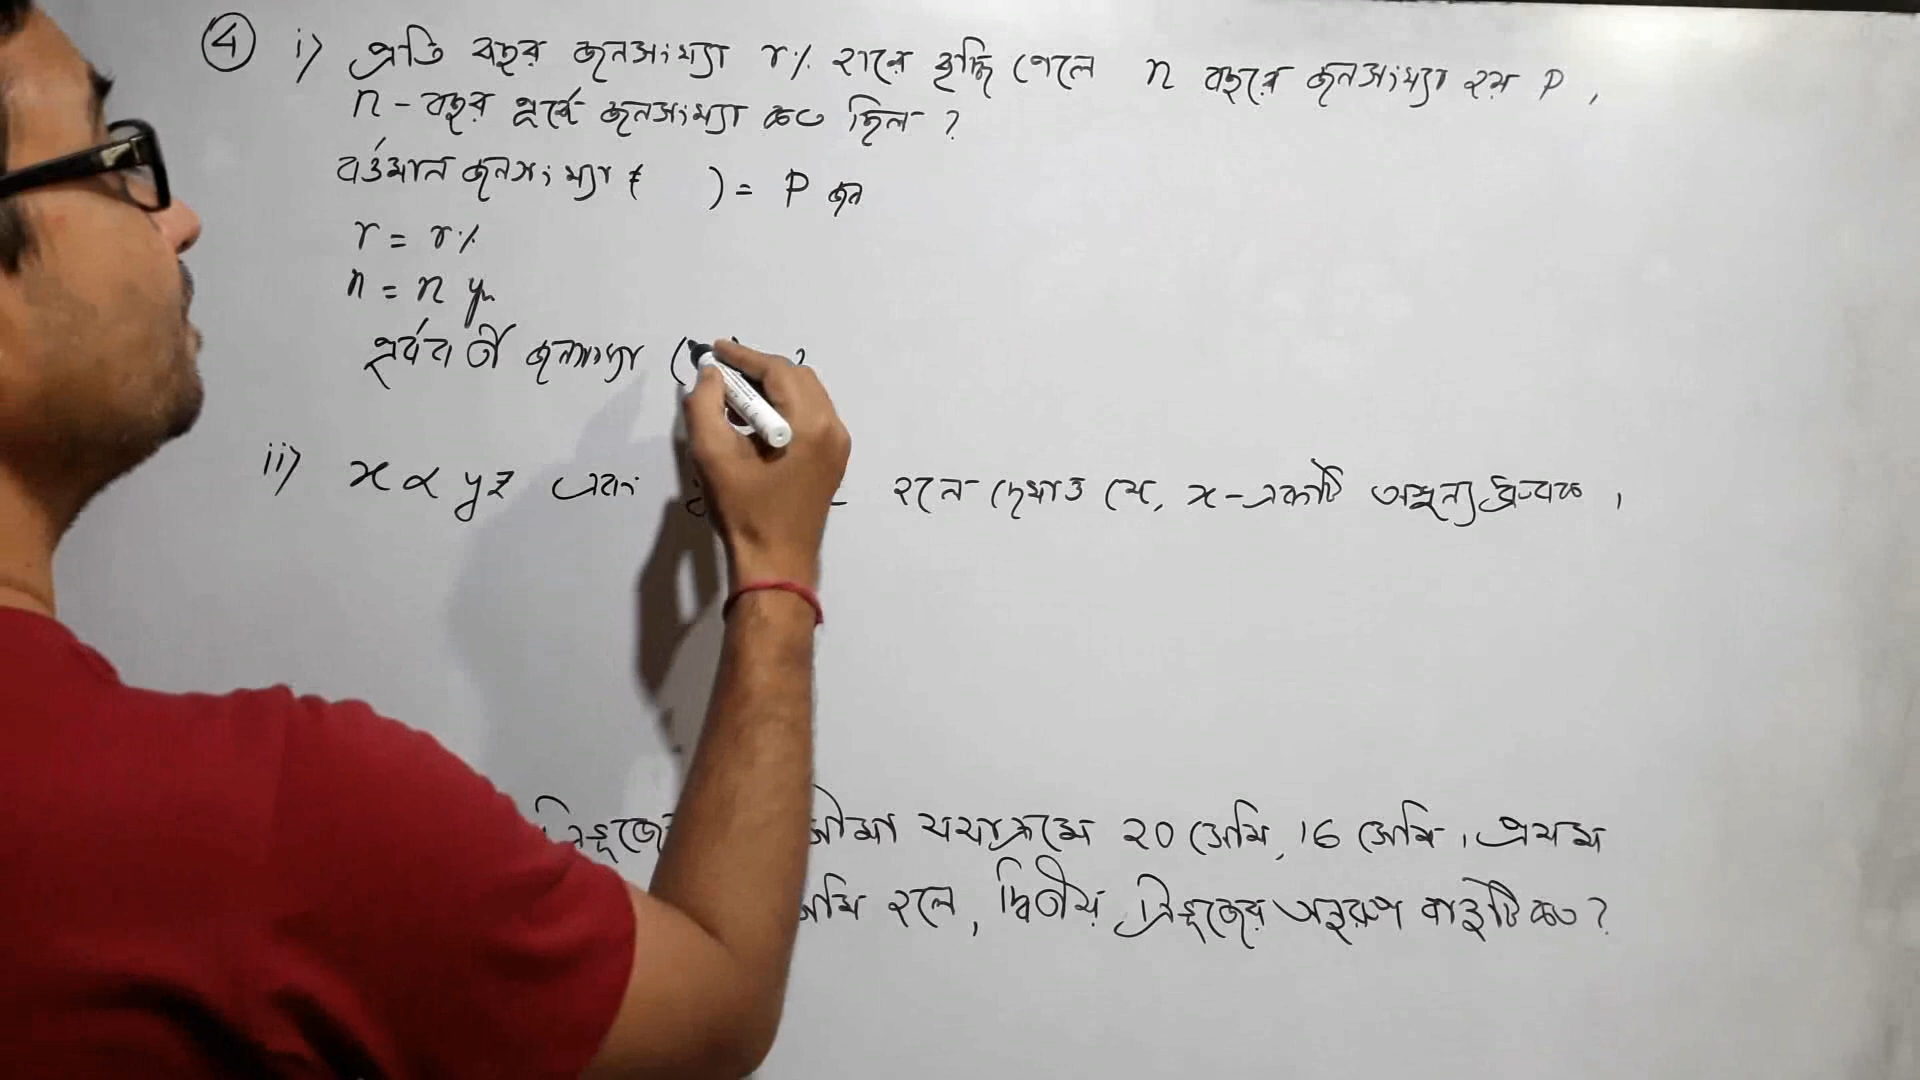 ④ i) প্রতি বছর জনসংখ্যা r% হারে বৃদ্ধি পেলে n বছরে জনসংখ্যা হয় P,
n-বছর পূর্বে জনসংখ্যা কত ছিল?
বর্তমান জনসংখ্যা ( ) = P জন
r = r%
n = n yr
পূর্ববর্তী জনসংখ্যা ( ) ?
ii) x ∝ yz এবং হলে দেখাও যে, x-একটি অশূন্য ধ্রুবক।
সীমা যথাক্রমে 20 সেমি, 16 সেমি। প্রথম
সেমি হলে, দ্বিতীয় ত্রিভূজের অনুরূপ বাহুটি কত?